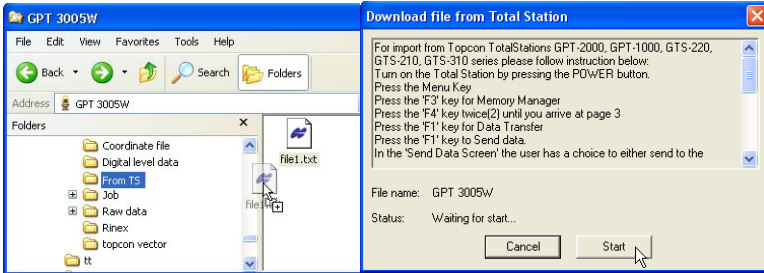 GPT 3005W
File Edit View Favorites Tools Help
Back Search Folders
Address GPT 3005W
Folders
Coordinate file
Digital level data
From TS
Job
Raw data
Rinex
topcon vector
tt
file1.txt
Download file from Total Station
For import from Topcon TotalStations GPT-2000, GPT-1000, GTS-220,
GTS-210, GTS-310 series please follow instruction below:
Turn on the Total Station by pressing the POWER button.
Press the Menu Key
Press the 'F3' key for Memory Manager
Press the 'F4' key twice(2) until you arrive at page 3
Press the 'F1' key for Data Transfer
Press the 'F1' key to Send data.
In the 'Send Data Screen' the user has a choice to either send to the
File name: GPT 3005W
Status: Waiting for start...
Cancel Start